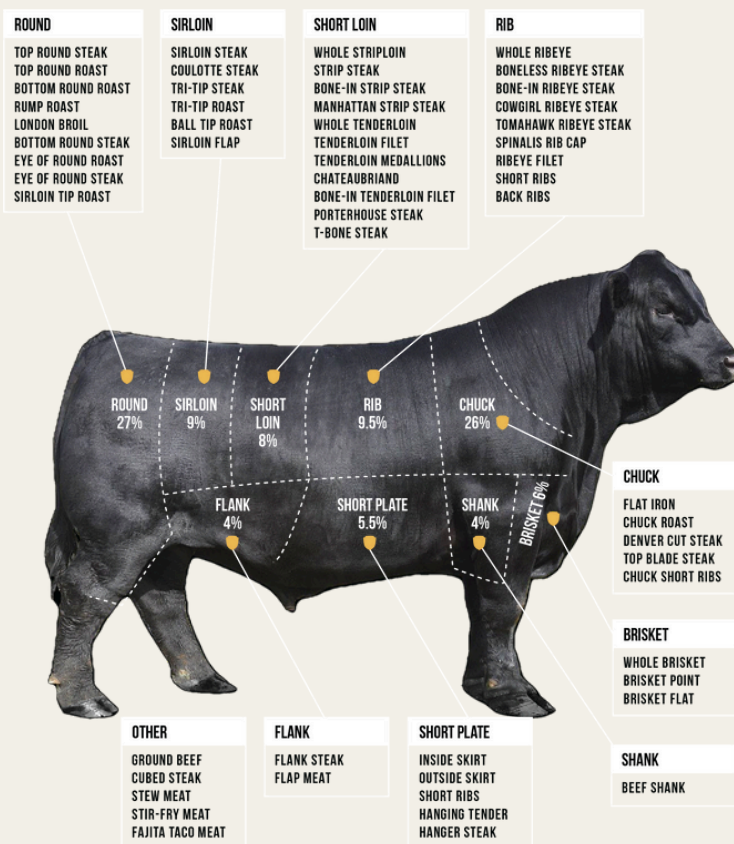 ROUND
TOP ROUND STEAK
TOP ROUND ROAST
BOTTOM ROUND ROAST
RUMP ROAST
LONDON BROIL
BOTTOM ROUND STEAK
EYE OF ROUND ROAST
EYE OF ROUND STEAK
SIRLOIN TIP ROAST
SIRLOIN
SIRLOIN STEAK
COULOTTE STEAK
TRI-TIP STEAK
TRI-TIP ROAST
BALL TIP ROAST
SIRLOIN FLAP
SHORT LOIN
WHOLE STRIPLOIN
STRIP STEAK
BONE-IN STRIP STEAK
MANHATTAN STRIP STEAK
WHOLE TENDERLOIN
TENDERLOIN FILET
TENDERLOIN MEDALLIONS
CHATEAUBRIAND
BONE-IN TENDERLOIN FILET
PORTERHOUSE STEAK
T-BONE STEAK
RIB
WHOLE RIBEYE
BONELESS RIBEYE STEAK
BONE-IN RIBEYE STEAK
COWGIRL RIBEYE STEAK
TOMAHAWK RIBEYE STEAK
SPINALIS RIB CAP
RIBEYE FILET
SHORT RIBS
BACK RIBS
ROUND
27%
SIRLOIN
9%
SHORT
LOIN
8%
RIB
9.5%
CHUCK
26%
FLANK
4%
SHORT PLATE
5.5%
SHANK
4%
BRISKET 6%
CHUCK
FLAT IRON
CHUCK ROAST
DENVER CUT STEAK
TOP BLADE STEAK
CHUCK SHORT RIBS
BRISKET
WHOLE BRISKET
BRISKET POINT
BRISKET FLAT
SHANK
BEEF SHANK
OTHER
GROUND BEEF
CUBED STEAK
STEW MEAT
STIR-FRY MEAT
FAJITA TACO MEAT
FLANK
FLANK STEAK
FLAP MEAT
SHORT PLATE
INSIDE SKIRT
OUTSIDE SKIRT
SHORT RIBS
HANGING TENDER
HANGER STEAK